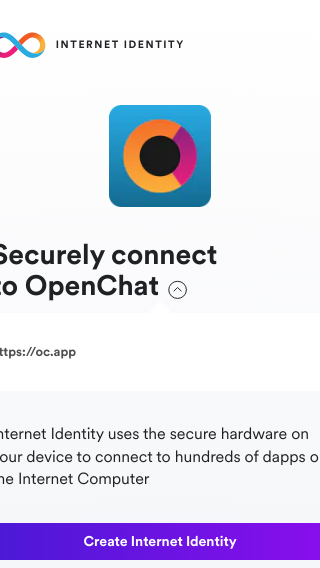 INTERNET IDENTITY
Securely connect
to OpenChat
ttps://oc.app
nternet Identity uses the secure hardware on
our device to connect to hundreds of dapps o
he Internet Computer
Create Internet Identity